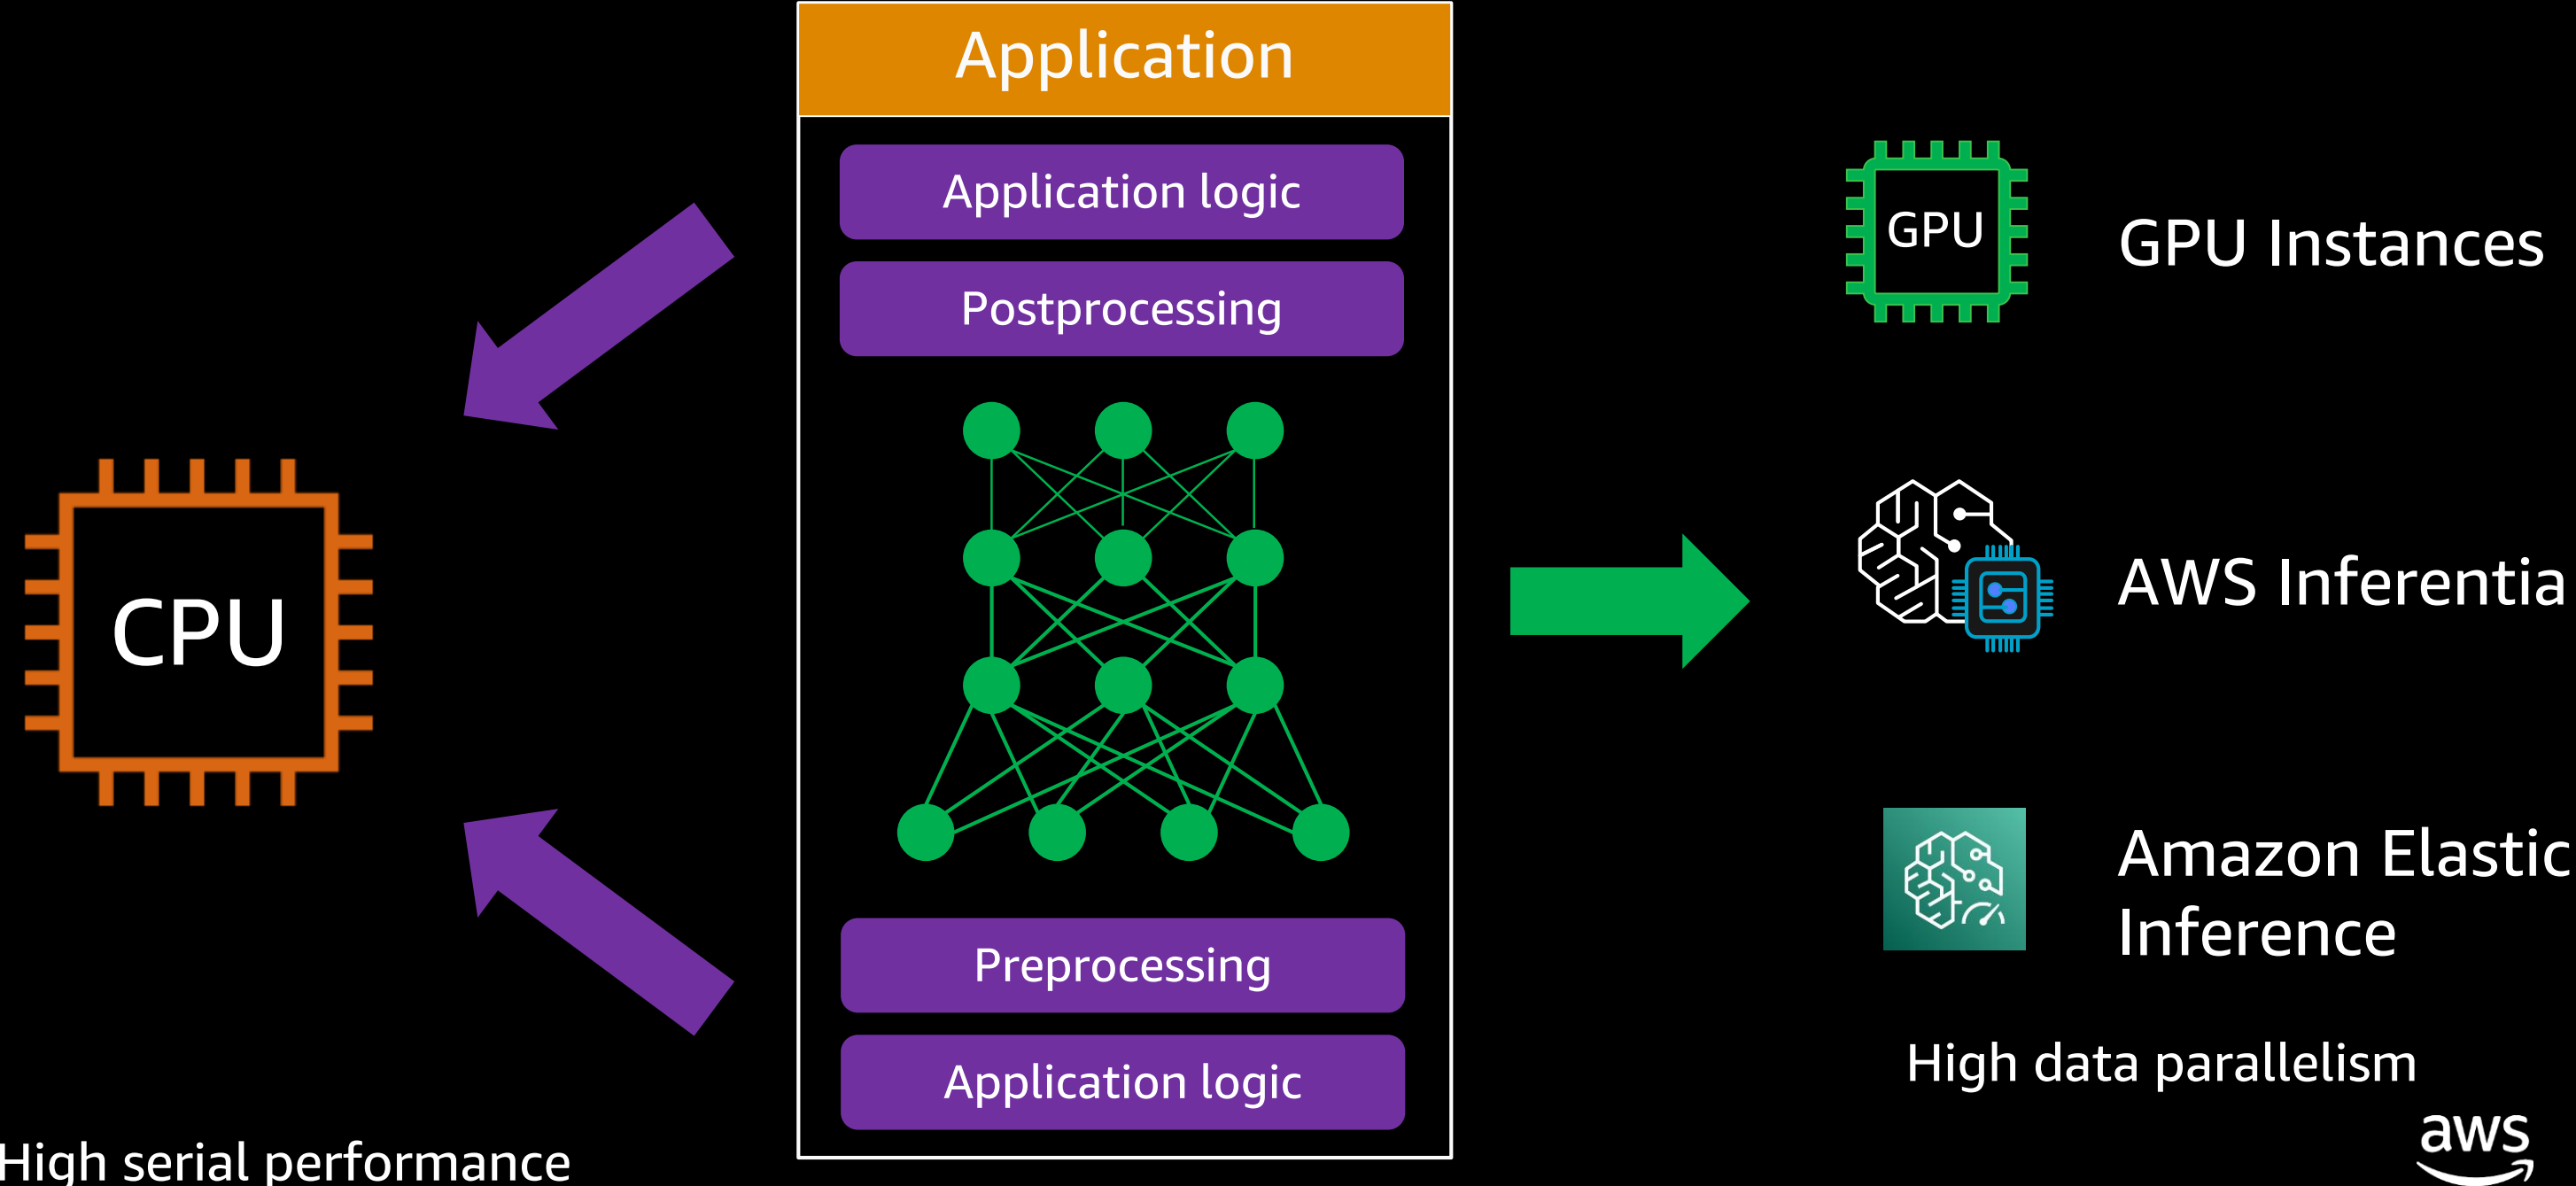 Application
Application logic
Postprocessing
Preprocessing
Application logic
CPU
High serial performance
GPU
GPU Instances
AWS Inferentia
Amazon Elastic
Inference
High data parallelism
aws